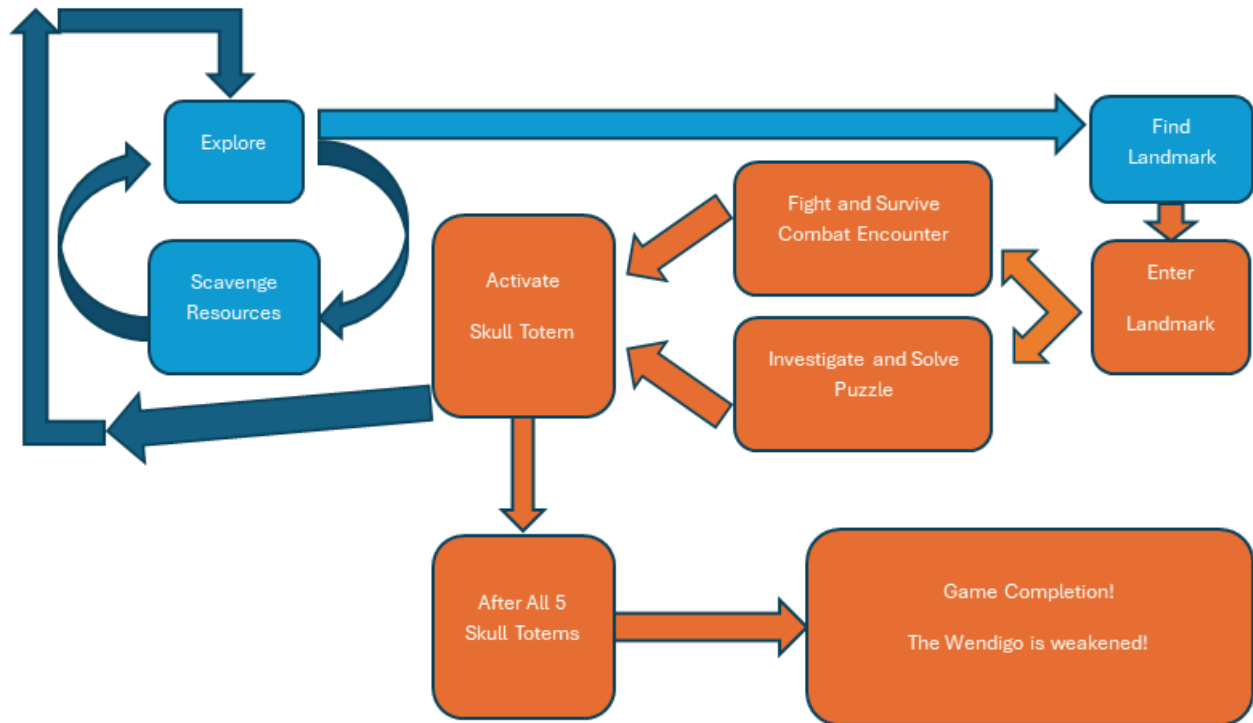 Explore
Find
Landmark
Fight and Survive
Combat Encounter
Scavenge
Resources
Activate
Skull Totem
Enter
Landmark
Investigate and Solve
Puzzle
After All 5
Skull Totems
Game Completion!
The Wendigo is weakened!